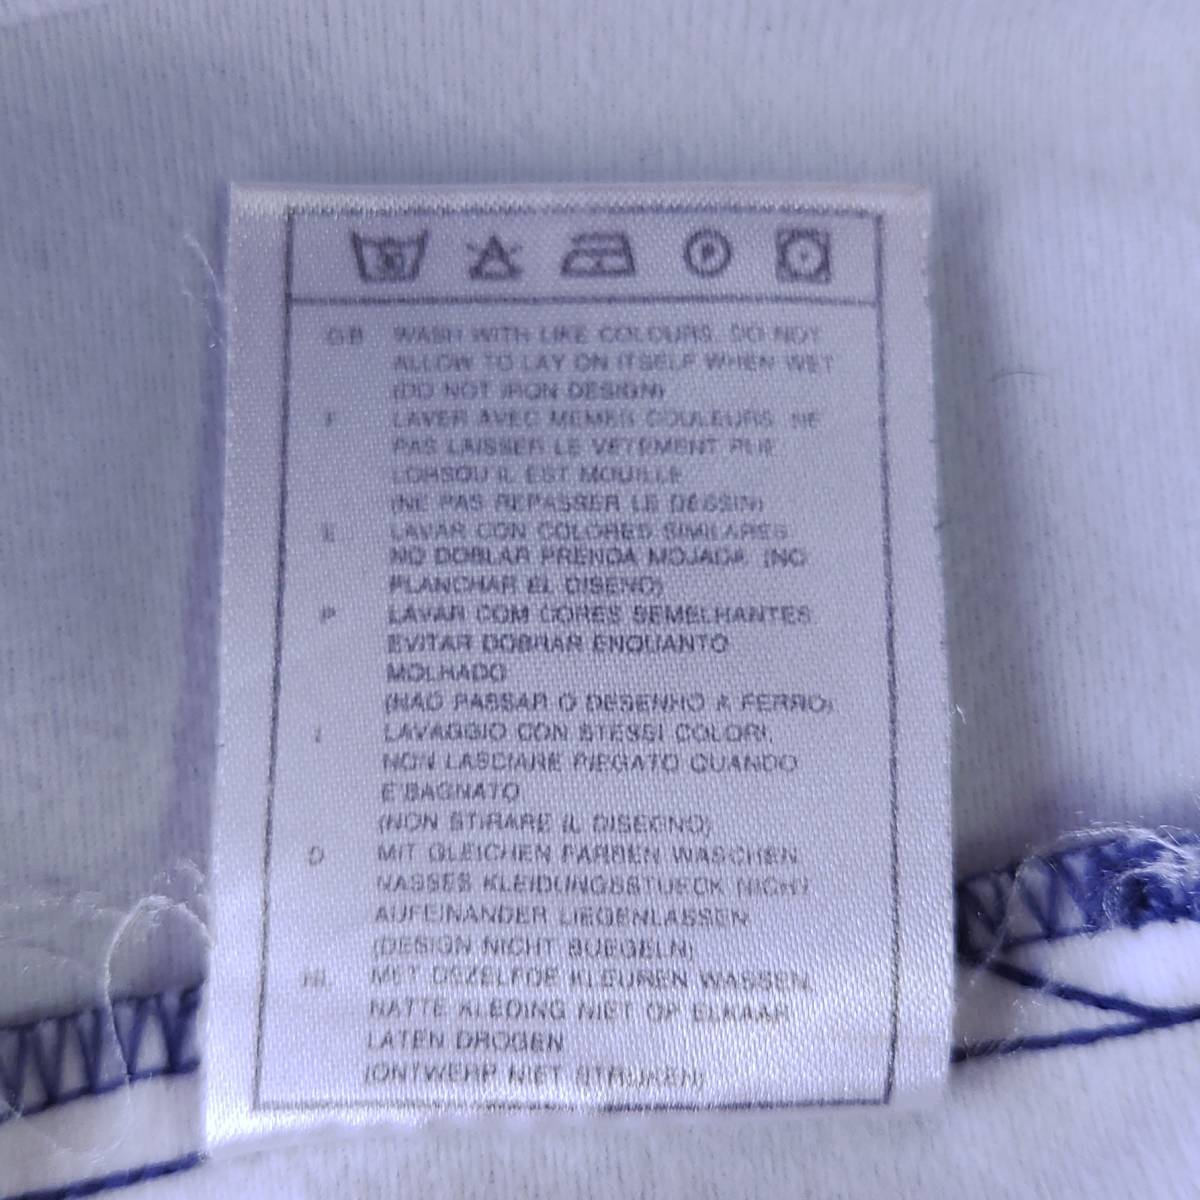 P
GB WASH WITH LIKE COLOURS. DO NOT
ALLOW TO LAY ON ITSELF WHEN WET
(DO NOT IRON DESIGN)
F LAVER AVEC MEMES COULEURS. NE
PAS LAISSER LE VETEMENT PLIE
LORSQU'IL EST MOUILLE
(NE PAS REPASSER LE DESSIN)
E LAVAR CON COLORES SIMILARES
NO DOBLAR PRENDA MOJADA (NO
PLANCHAR EL DISENO)
P LAVAR COM CORES SEMELHANTES
EVITAR DOBRAR ENQUANTO
MOLHADO
(NAO PASSAR O DESENHO A FERRO)
I LAVAGGIO CON STESSI COLORI.
NON LASCIARE PIEGATO QUANDO
E'BAGNATO
(NON STIRARE IL DISEGNO)
D MIT GLEICHEN FARBEN WASCHEN
NASSES KLEIDUNGSSTUECK NICHT
AUFEINANDER LIEGENLASSEN
(DESIGN NICHT BUEGELN)
NL MET DEZELFDE KLEUREN WASSEN
NATTE KLEDING NIET OP ELKAAR
LATEN DROGEN
(ONTWERP NIET STRIJKEN)